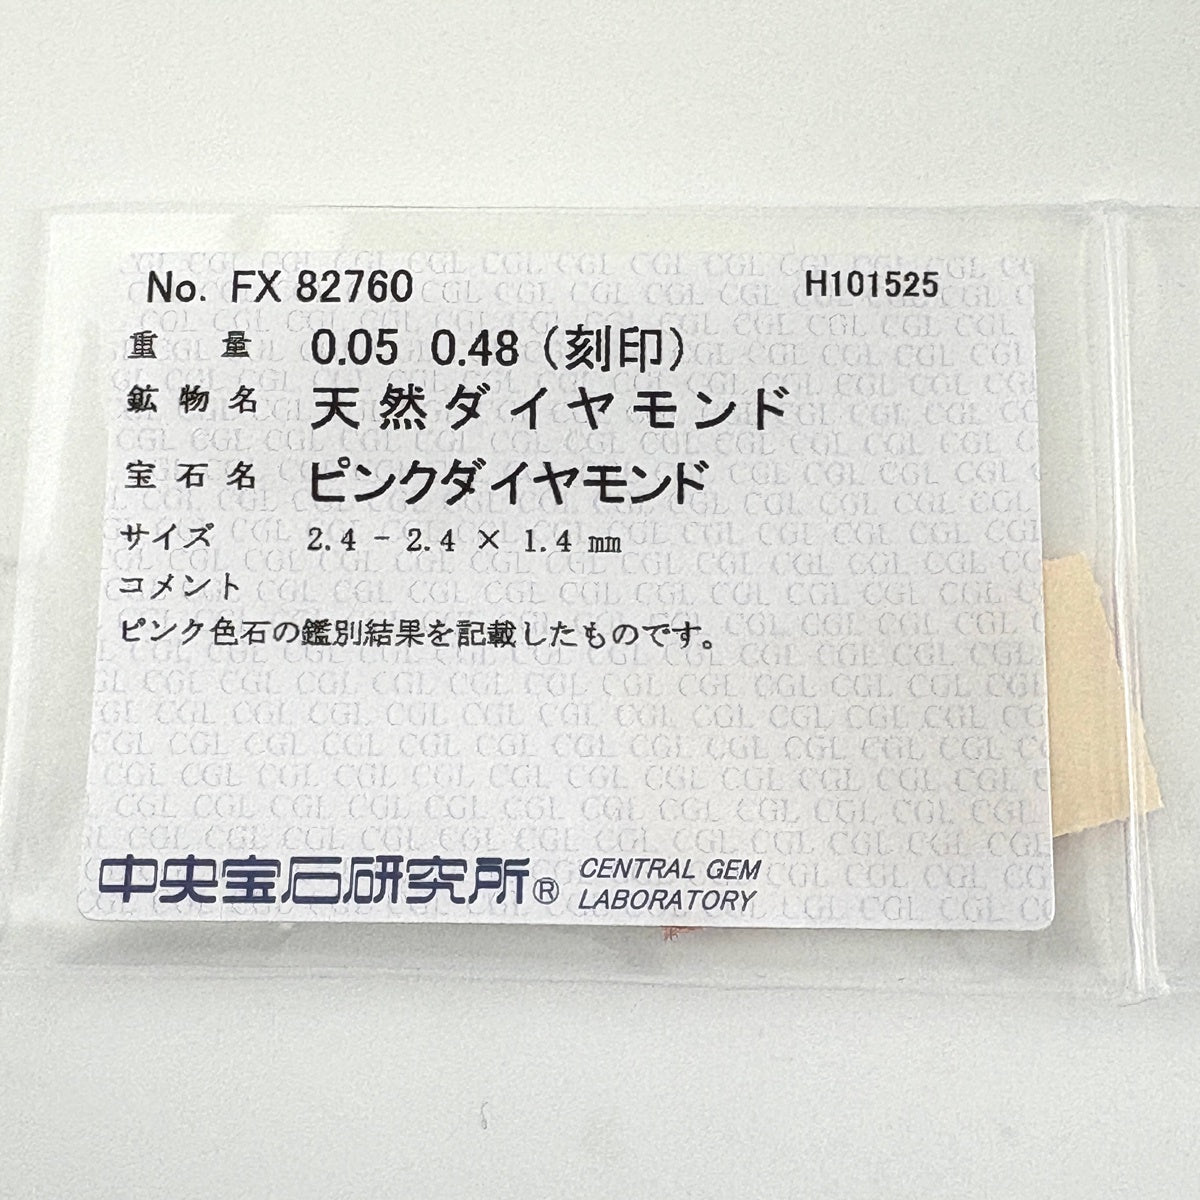 No. FX 82760 H101525
重量 0.05 0.48 (刻印)
鉱物名 天然ダイヤモンド
宝石名 ピンクダイヤモンド
サイズ 2.4 - 2.4 × 1.4 mm
コメント
ピンク色石の鑑別結果を記載したものです。
中央宝石研究所® CENTRAL GEM
LABORATORY